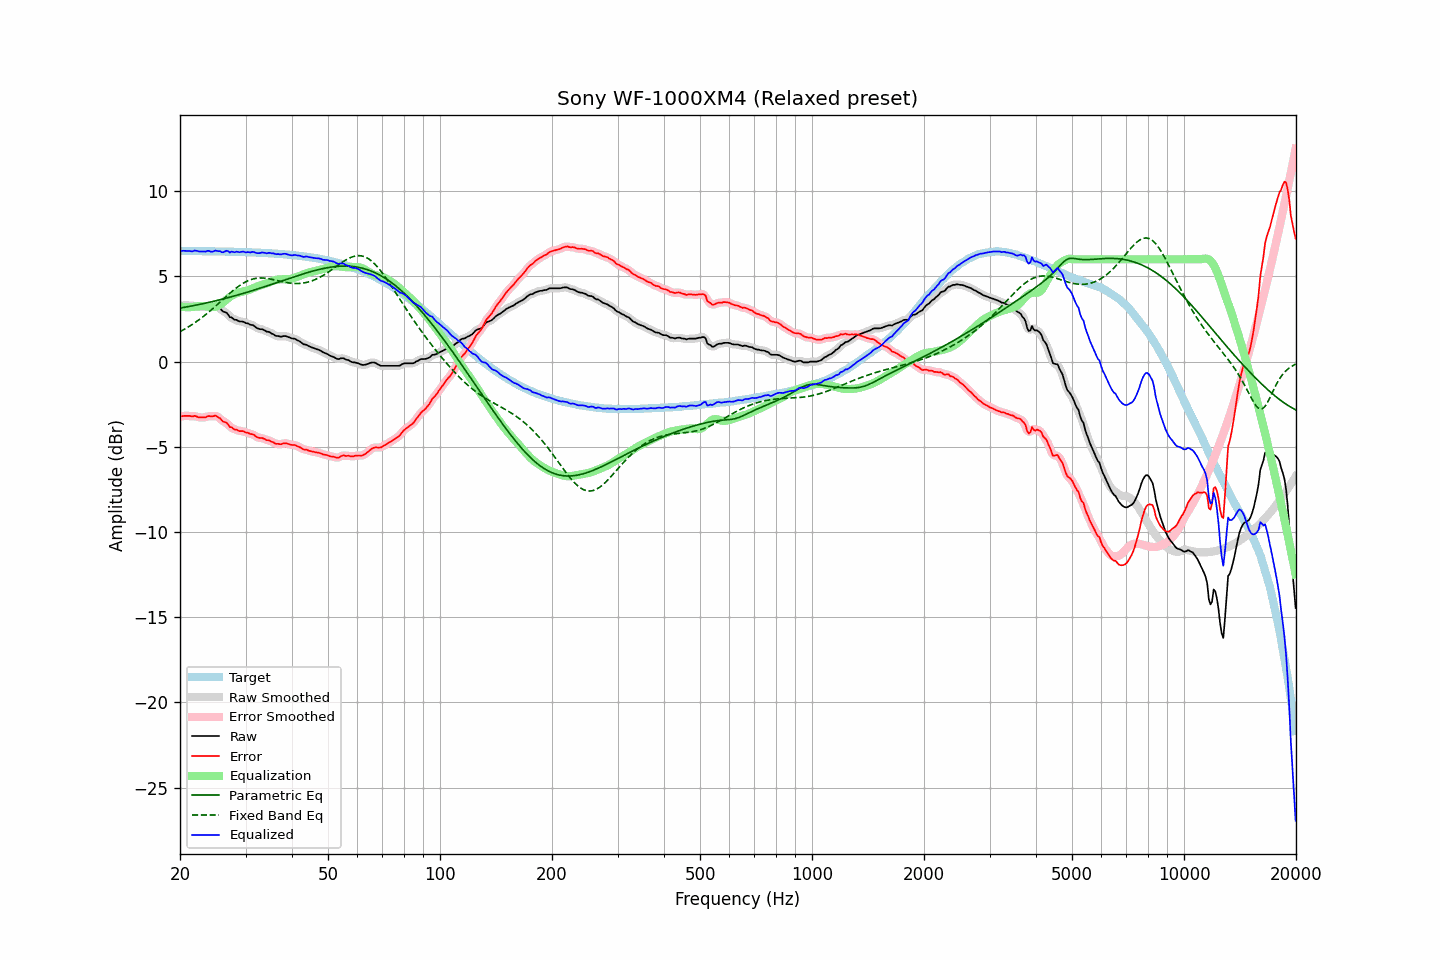 Sony WF-1000XM4 (Relaxed preset)
Amplitude (dBr)
10
5
0
−5
−10
−15
−20
−25
Target
Raw Smoothed
Error Smoothed
Raw
Error
Equalization
Parametric Eq
Fixed Band Eq
Equalized
20 50 100 200 500 1000 2000 5000 10000 20000
Frequency (Hz)